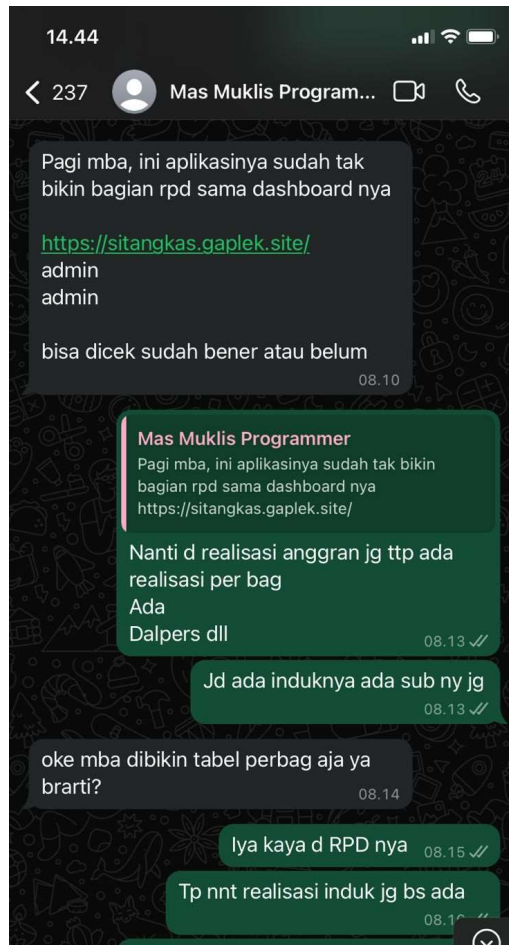 14.44
237
Mas Muklis Program...
Pagi mba, ini aplikasinya sudah tak
bikin bagian rpd sama dashboard nya
https://sitangkas.gaplek.site/
admin
admin
bisa dicek sudah bener atau belum
08.10
Mas Muklis Programmer
Pagi mba, ini aplikasinya sudah tak bikin
bagian rpd sama dashboard nya
https://sitangkas.gaplek.site/
Nanti d realisasi anggran jg ttp ada
realisasi per bag
Ada
Dalpers dll
08.13
Jd ada induknya ada sub ny jg
08.13
oke mba dibikin tabel perbag aja ya
brarti?
08.14
Iya kaya d RPD nya
08.15
Tp nnt realisasi induk jg bs ada